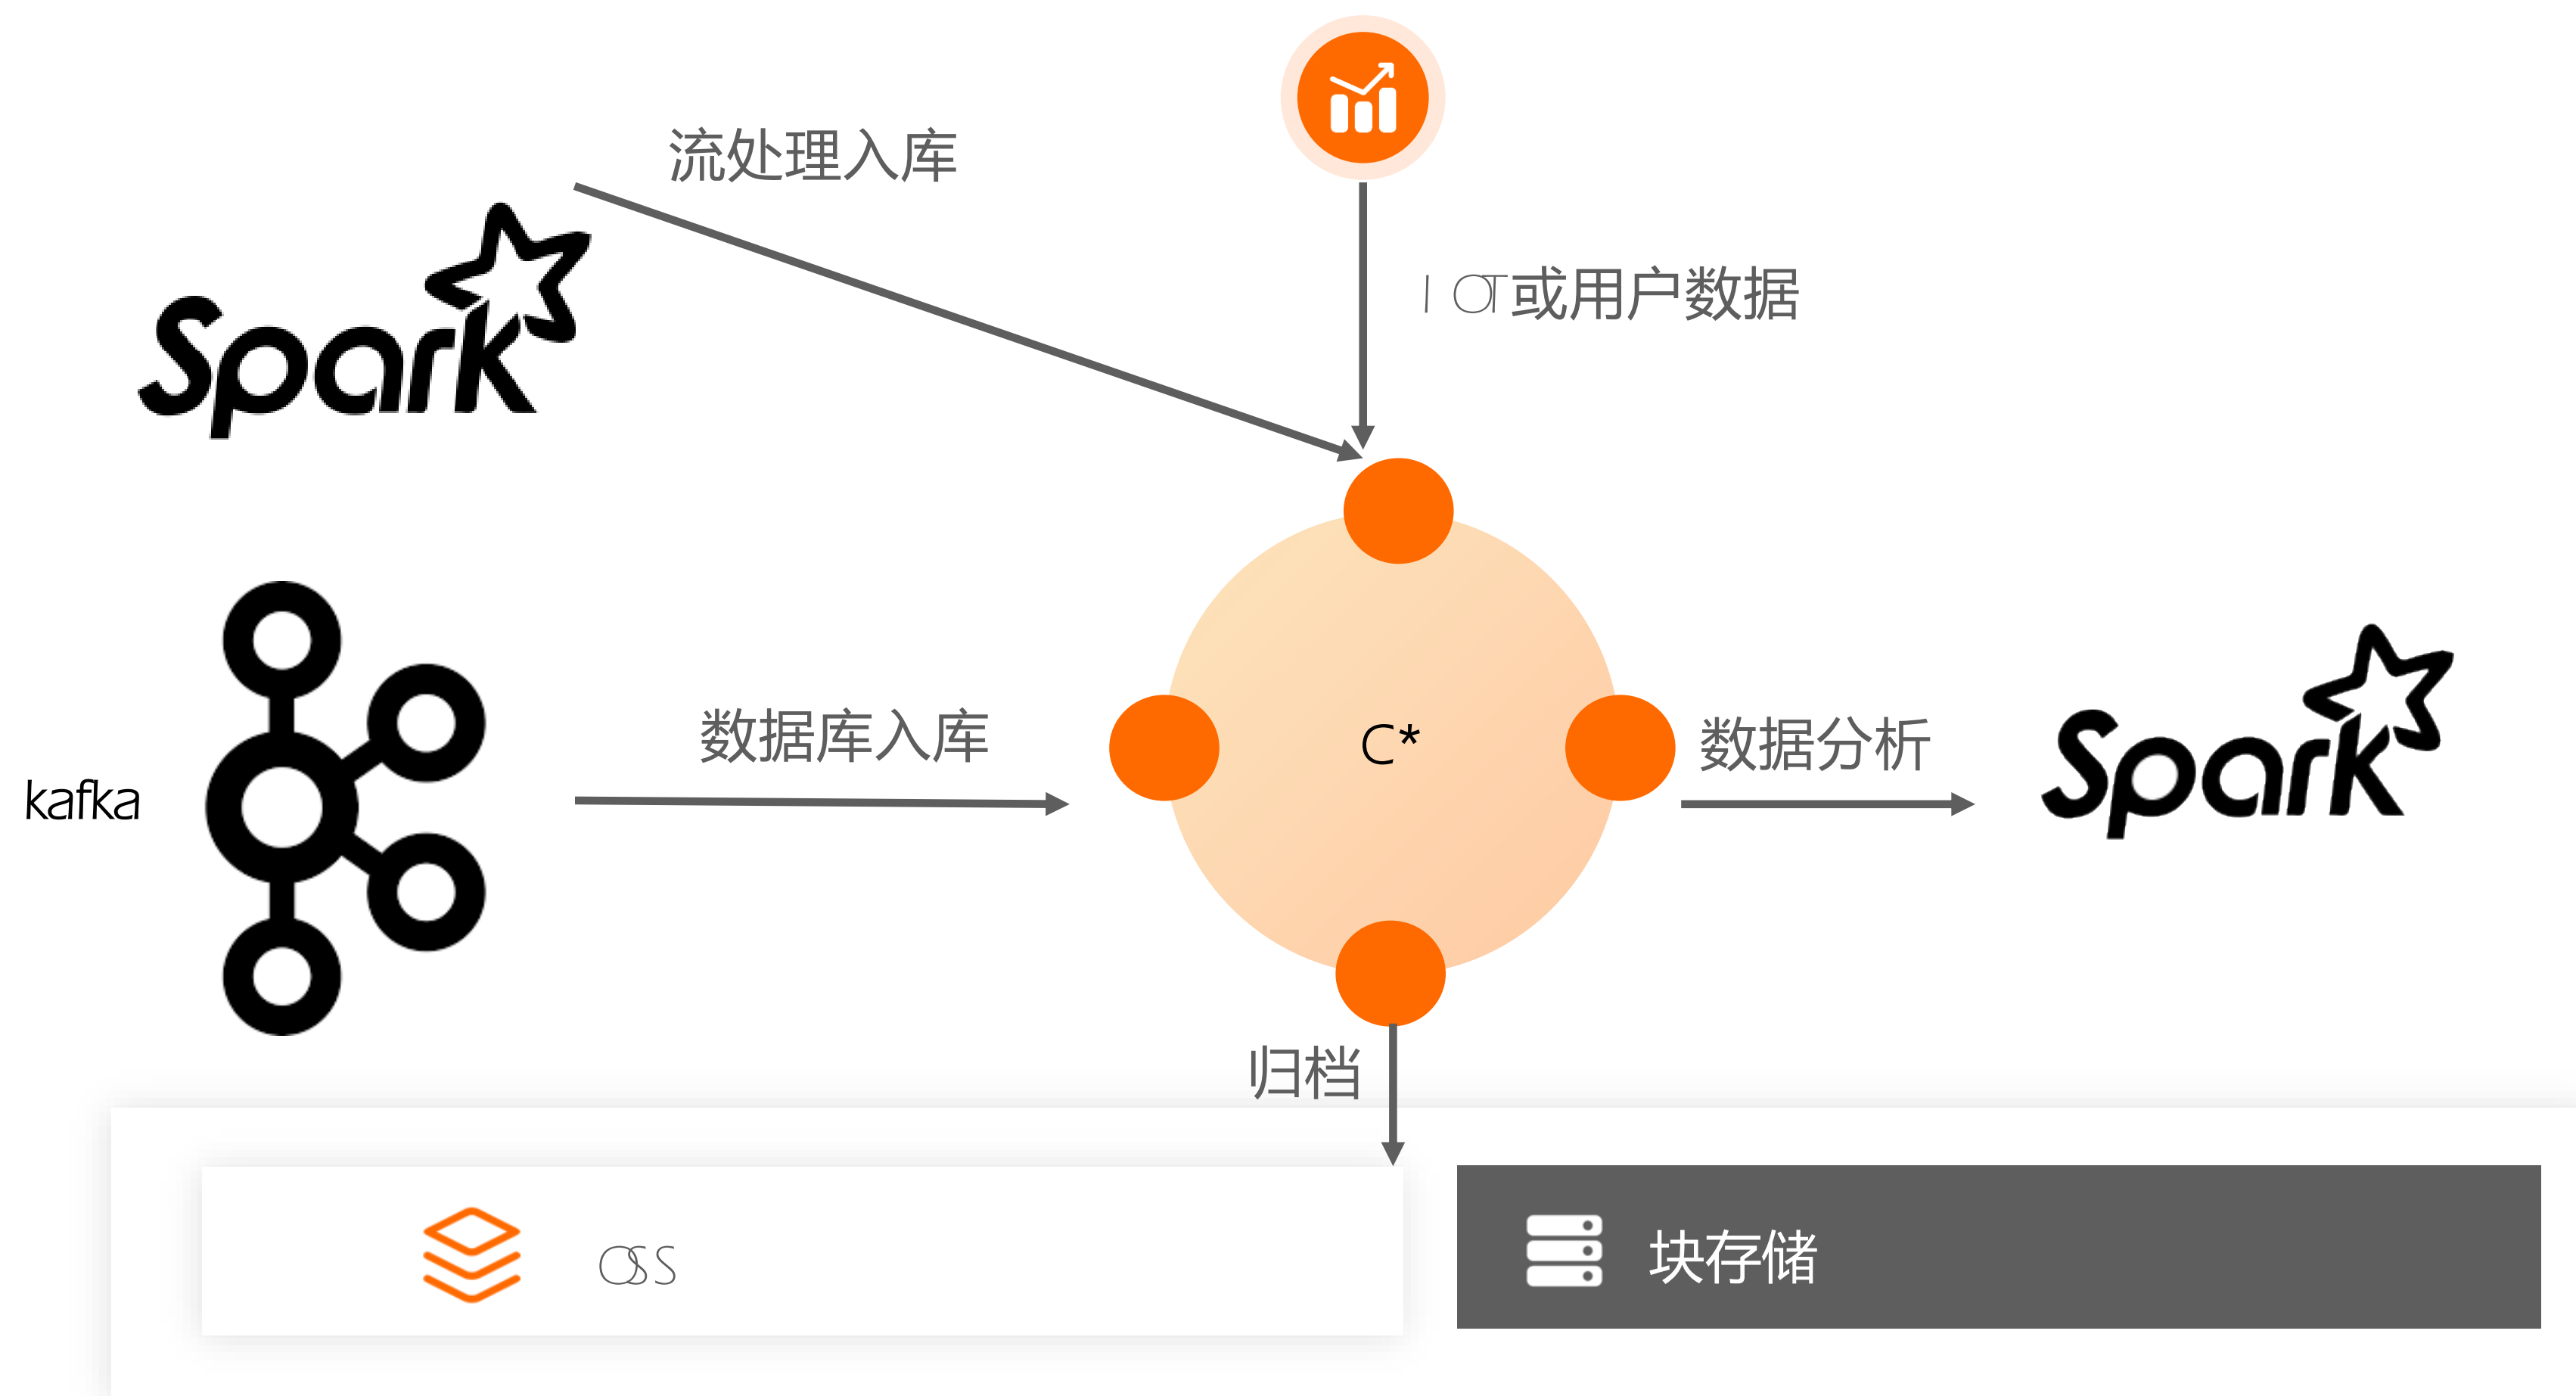 流处理入库
IOT或用户数据
Spark
kafka
数据库入库
C*
数据分析
Spark
归档
OSS
块存储